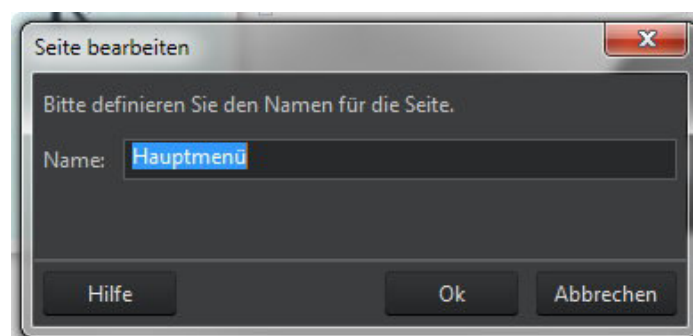 Seite bearbeiten
Bitte definieren Sie den Namen für die Seite.
Name: Hauptmenü
Hilfe Ok Abbrechen